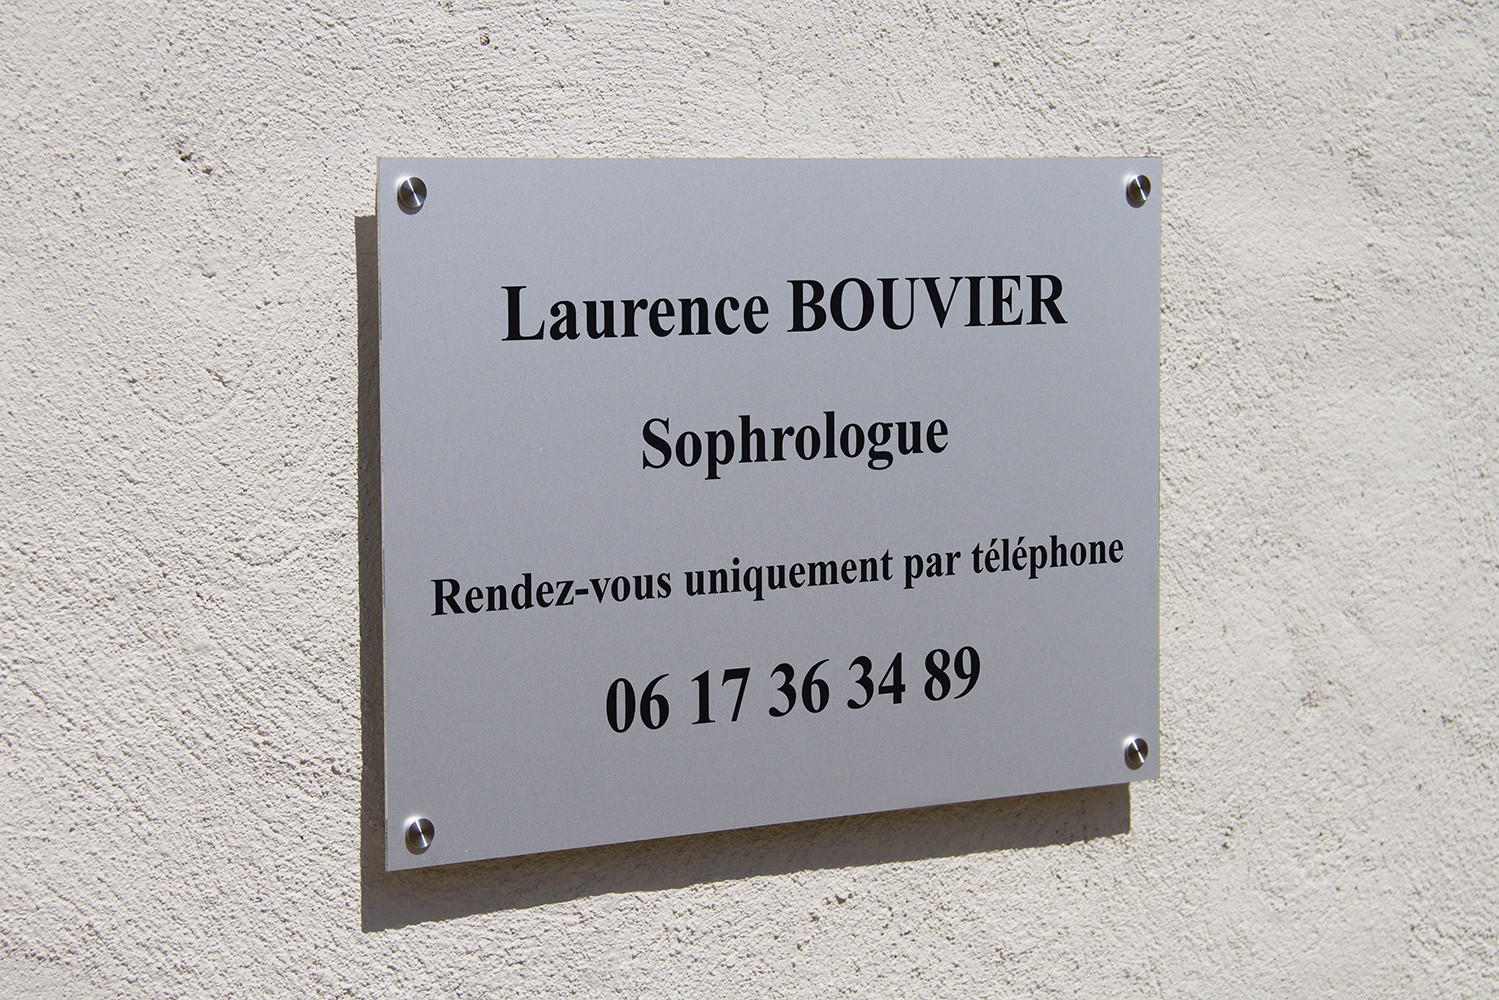 Laurence BOUVIER
Sophrologue
Rendez-vous uniquement par téléphone
06 17 36 34 89